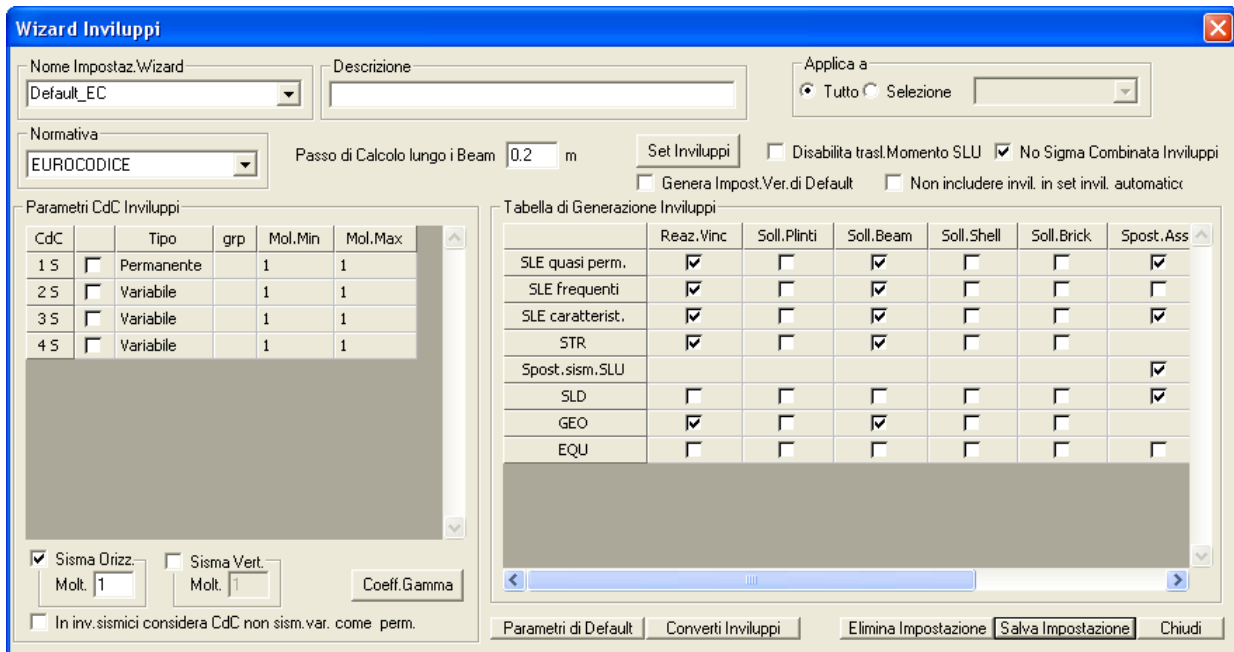 Wizard Inviluppi
Nome Impostaz.Wizard
Default_EC
Descrizione
Applica a
Tutto Selezione
Normativa
EUROCODICE
Passo di Calcolo lungo i Beam 0.2 m
Set Inviluppi
Disabilita trasl.Momento SLU
No Sigma Combinata Inviluppi
Genera Impost.Ver.di Default
Non includere invil. in set invil. automatico
Parametri CdC Inviluppi
CdC Tipo grp Mol.Min Mol.Max
1 S Permanente 1 1
2 S Variabile 1 1
3 S Variabile 1 1
4 S Variabile 1 1
Sisma Orizz.
Molt. 1
Sisma Vert.
Molt. 1
Coeff.Gamma
In inv.sismici considera CdC non sism.var. come perm.
Tabella di Generazione Inviluppi
Reaz.Vinc Soll.Plinti Soll.Beam Soll.Shell Soll.Brick Spost.Ass
SLE quasi perm.
SLE frequenti
SLE caratterist.
STR
Spost.sism.SLU
SLD
GEO
EQU
Parametri di Default
Converti Inviluppi
Elimina Impostazione
Salva Impostazione
Chiudi